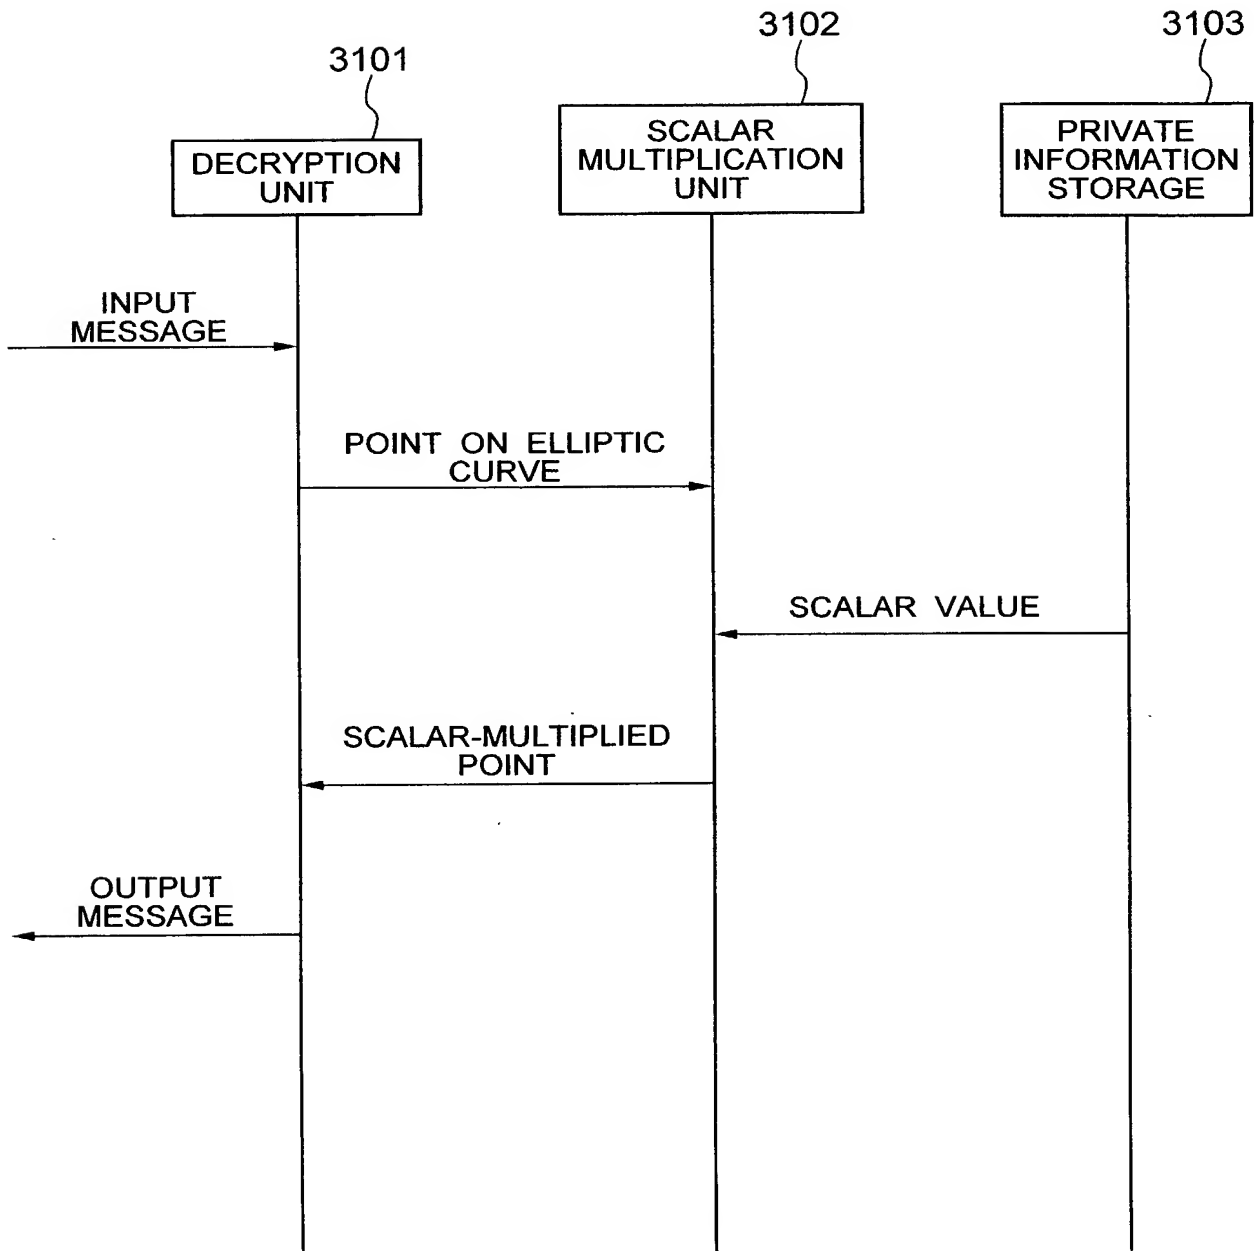 3101
3102
3103
DECRYPTION
UNIT
SCALAR
MULTIPLICATION
UNIT
PRIVATE
INFORMATION
STORAGE
INPUT
MESSAGE
POINT ON ELLIPTIC
CURVE
SCALAR VALUE
SCALAR-MULTIPLIED
POINT
OUTPUT
MESSAGE